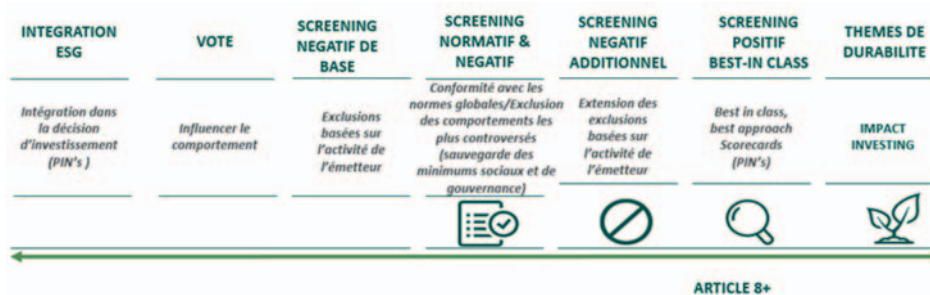 INTEGRATION
ESG
VOTE
SCREENING
NEGATIF DE
BASE
SCREENING
NORMATIF &
NEGATIF
SCREENING
NEGATIF
ADDITIONNEL
SCREENING
POSITIF
BEST-IN CLASS
THEMES DE
DURABILITE
Intégration dans
la décision
d'investissement
(PIN's )
Influencer le
comportement
Exclusions
basées sur
l'activité de
l'émetteur
Conformité avec les
normes globales/Exclusion
des comportements les
plus controversés
(sauvegarde des
minimums sociaux et de
gouvernance)
Extension des
exclusions
basées sur
l'activité de
l'émetteur
Best in class,
best approach
Scorecards
(PIN's)
IMPACT
INVESTING
ARTICLE 8+